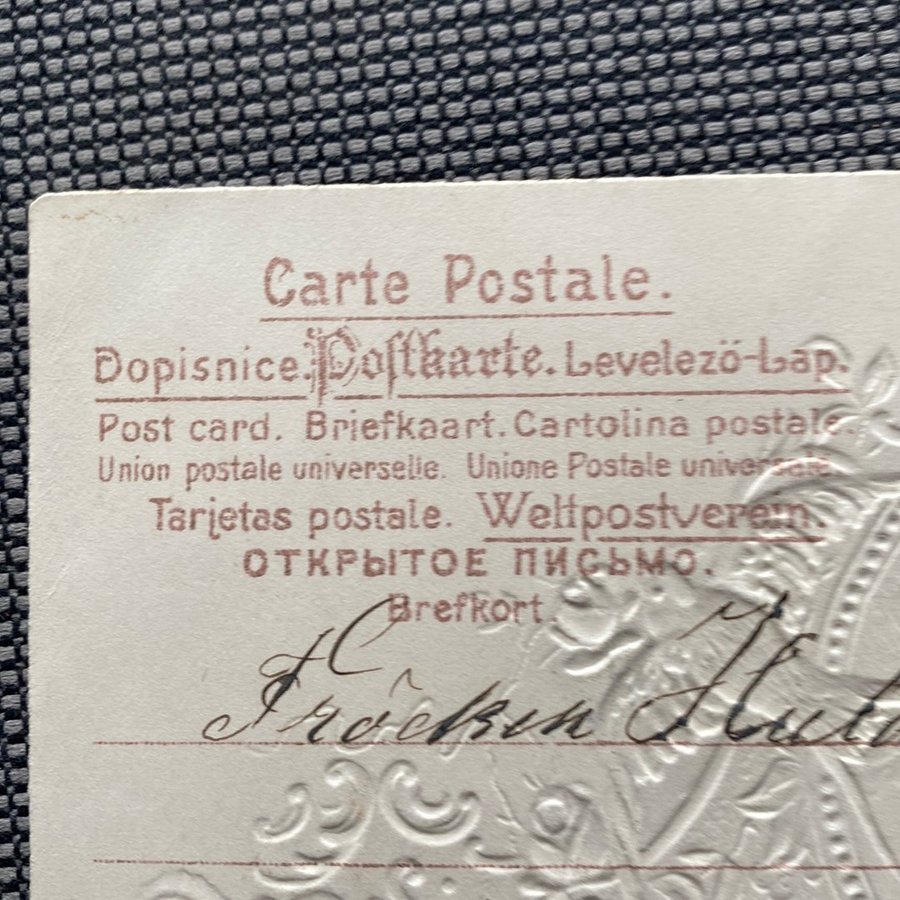 Carte Postale.
Dopisnice. Postkarte. Levelezö-Lap.
Post card. Briefkaart. Cartolina postale.
Union postale universelle. Unione Postale universale.
Tarjetas postale. Weltpostverein.
ОТКРЫТОЕ ПИСЬМО.
Brefkort.
Fröcken